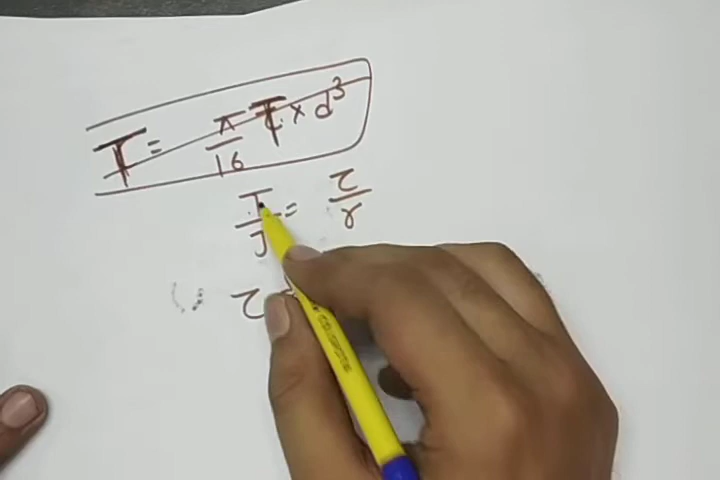 T = π/16 τ × d³
T/J = τ/r
τ